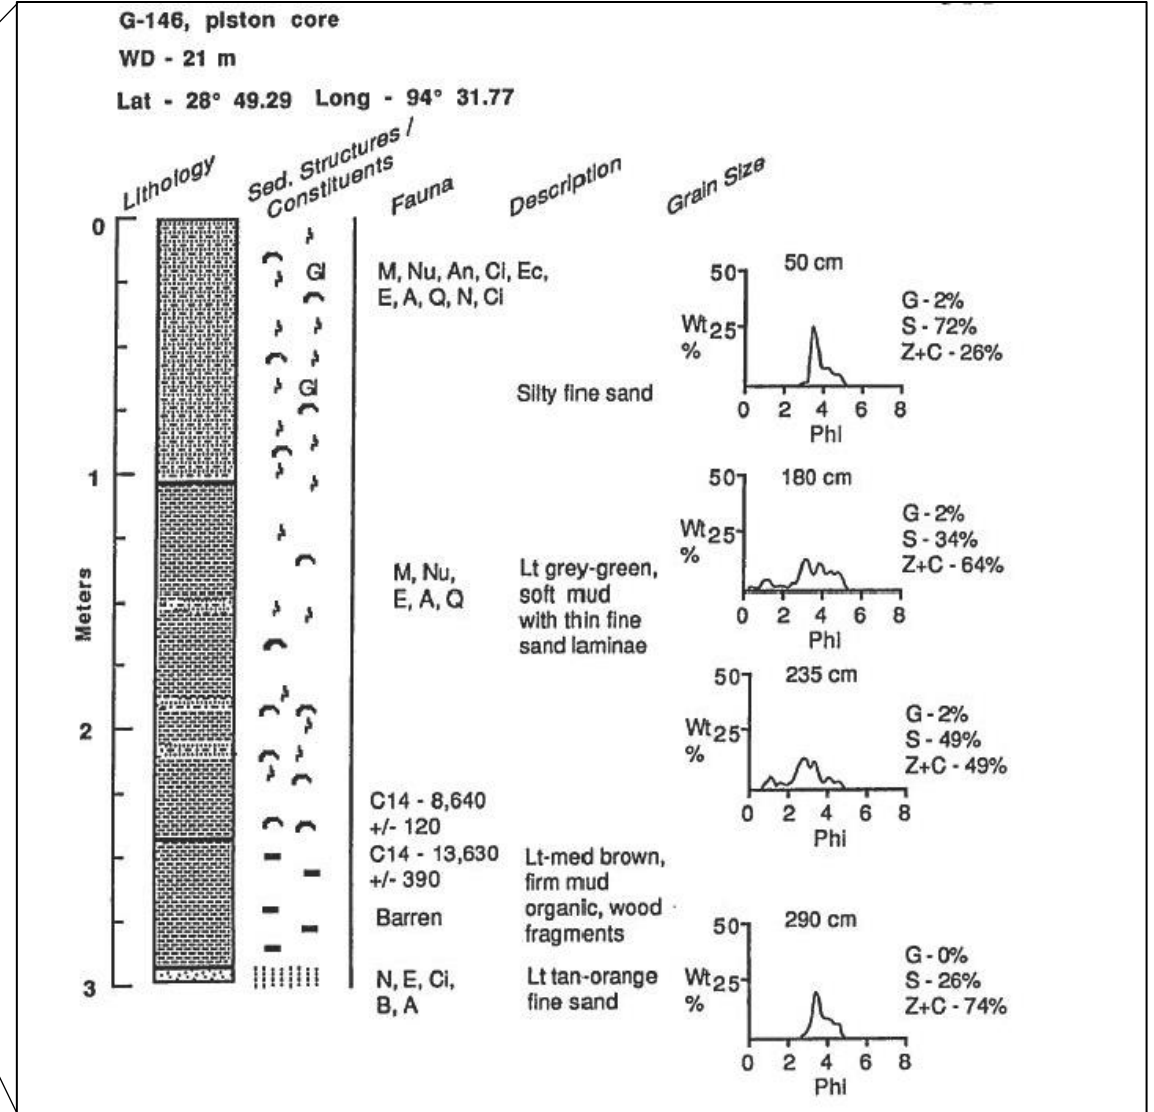 G-146, piston core
WD - 21 m
Lat - 28° 49.29 Long - 94° 31.77
Lithology
Sed. Structures /
Constituents
Fauna
Description
Grain Size
Meters
0
1
2
3
Gl
Gl
M, Nu, An, Ci, Ec,
E, A, Q, N, Ci
Silty fine sand
M, Nu,
E, A, Q
Lt grey-green,
soft mud
with thin fine
sand laminae
C14 - 8,640
+/- 120
C14 - 13,630
+/- 390
Barren
Lt-med brown,
firm mud
organic, wood
fragments
N, E, Ci,
B, A
Lt tan-orange
fine sand
50 cm
50
Wt 25
%
0 2 4 6 8
Phi
G - 2%
S - 72%
Z+C - 26%
180 cm
50
Wt 25
%
0 2 4 6 8
Phi
G - 2%
S - 34%
Z+C - 64%
235 cm
50
Wt 25
%
0 2 4 6 8
Phi
G - 2%
S - 49%
Z+C - 49%
290 cm
50
Wt 25
%
0 2 4 6 8
Phi
G - 0%
S - 26%
Z+C - 74%